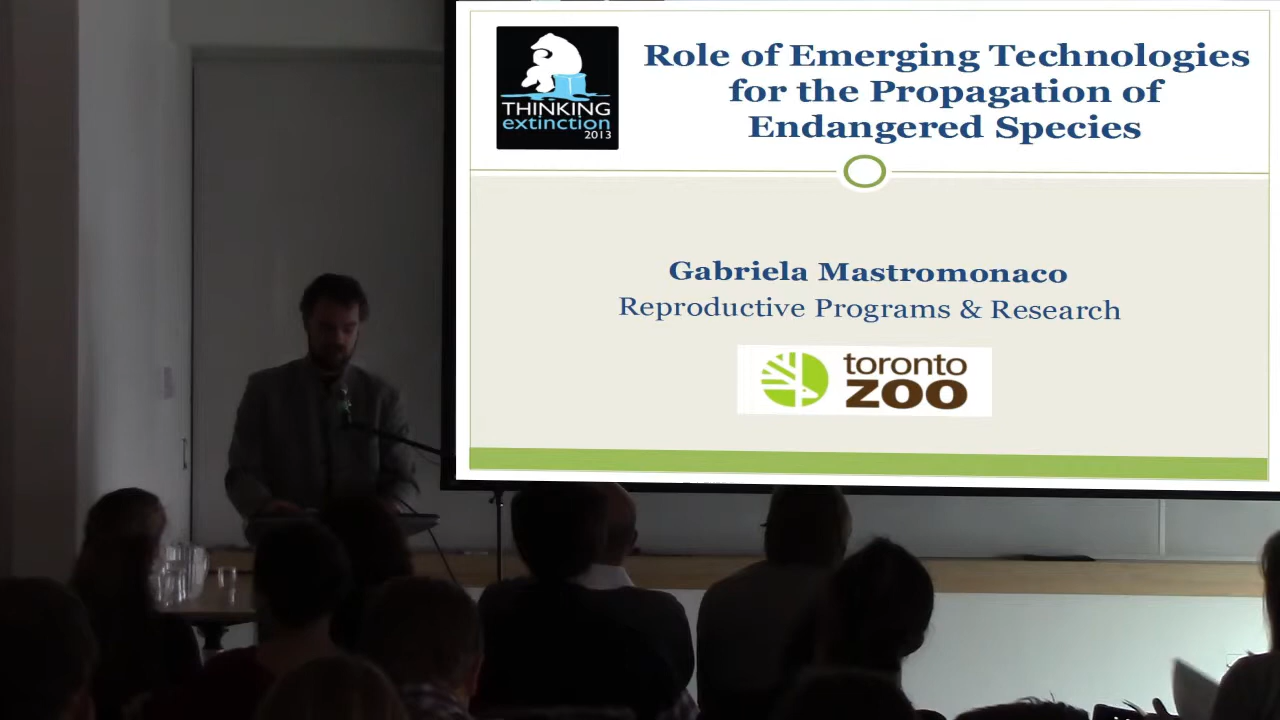 THINKING
extinction
2013
Role of Emerging Technologies
for the Propagation of
Endangered Species
Gabriela Mastromonaco
Reproductive Programs & Research
toronto
ZOO